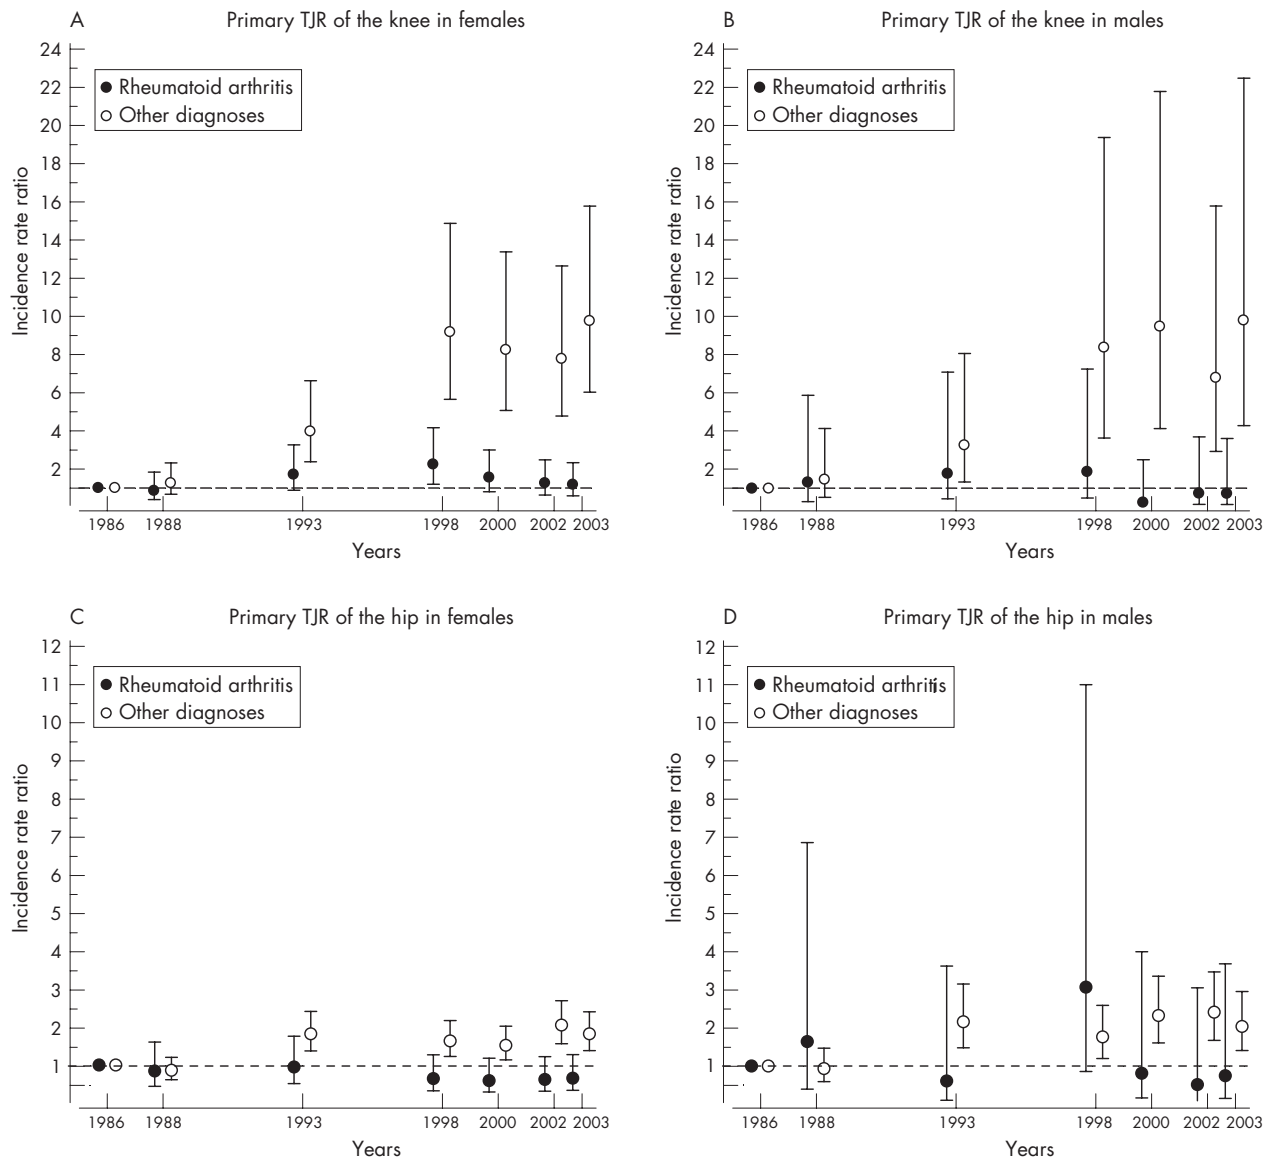 A Primary TJR of the knee in females
24
22
20
18
16
14
12
10
8
6
4
2
Incidence rate ratio
Rheumatoid arthritis
Other diagnoses
1986 1988 1993 1998 2000 2002 2003
Years
B Primary TJR of the knee in males
24
22
20
18
16
14
12
10
8
6
4
2
Incidence rate ratio
Rheumatoid arthritis
Other diagnoses
1986 1988 1993 1998 2000 2002 2003
Years
C Primary TJR of the hip in females
12
11
10
9
8
7
6
5
4
3
2
1
Incidence rate ratio
Rheumatoid arthritis
Other diagnoses
1986 1988 1993 1998 2000 2002 2003
Years
D Primary TJR of the hip in males
12
11
10
9
8
7
6
5
4
3
2
1
Incidence rate ratio
Rheumatoid arthritis
Other diagnoses
1986 1988 1993 1998 2000 2002 2003
Years